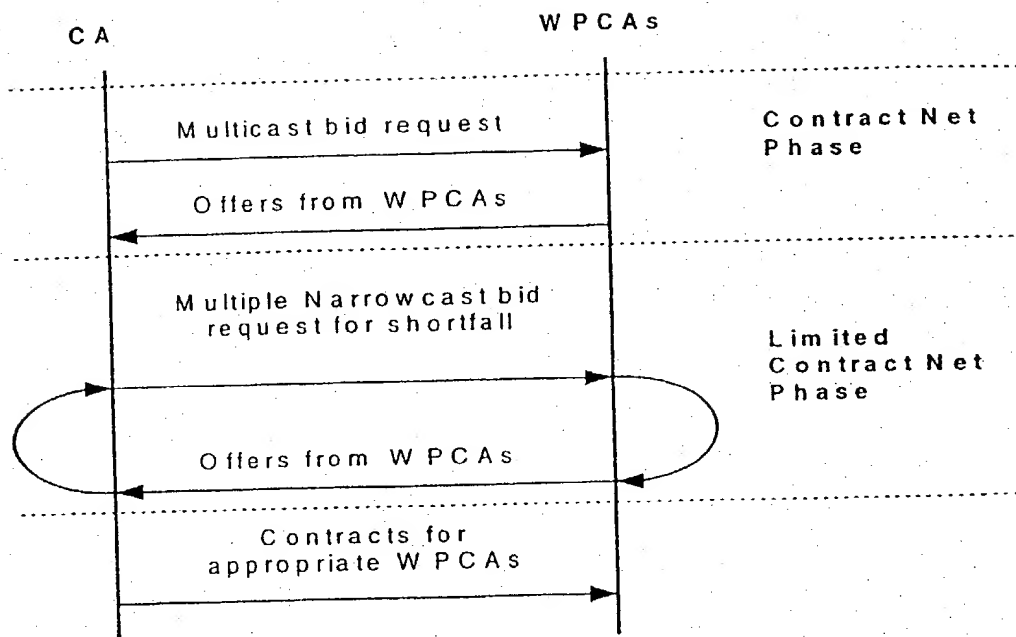 CA
WPCAs
Multicast bid request
Contract Net
Phase
Offers from WPCAs
Multiple Narrowcast bid
request for shortfall
Limited
Contract Net
Phase
Offers from WPCAs
Contracts for
appropriate WPCAs